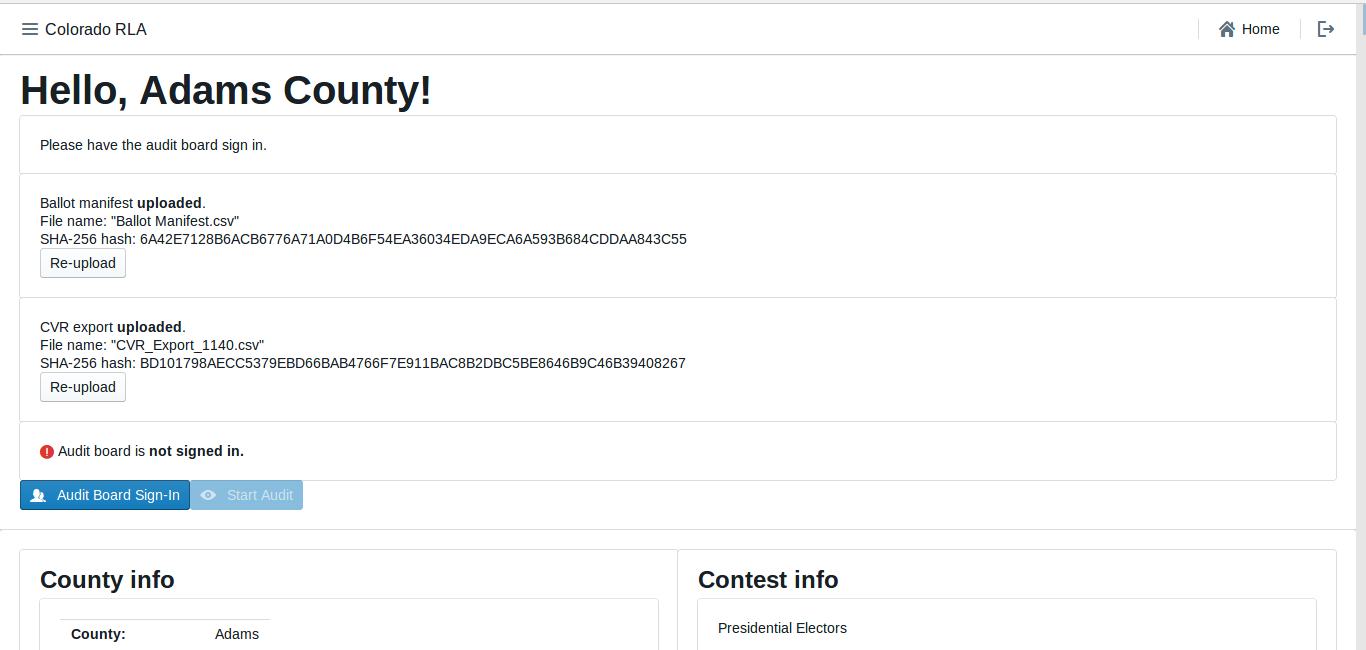 Colorado RLA
Home
Hello, Adams County!
Please have the audit board sign in.
Ballot manifest uploaded.
File name: "Ballot Manifest.csv"
SHA-256 hash: 6A42E7128B6ACB6776A71A0D4B6F54EA36034EDA9ECA6A593B684CDDAA843C55
Re-upload
CVR export uploaded.
File name: "CVR_Export_1140.csv"
SHA-256 hash: BD101798AECC5379EBD66BAB4766F7E911BAC8B2DBC5BE8646B9C46B39408267
Re-upload
Audit board is not signed in.
Audit Board Sign-In
Start Audit
County info
Contest info
County: Adams
Presidential Electors